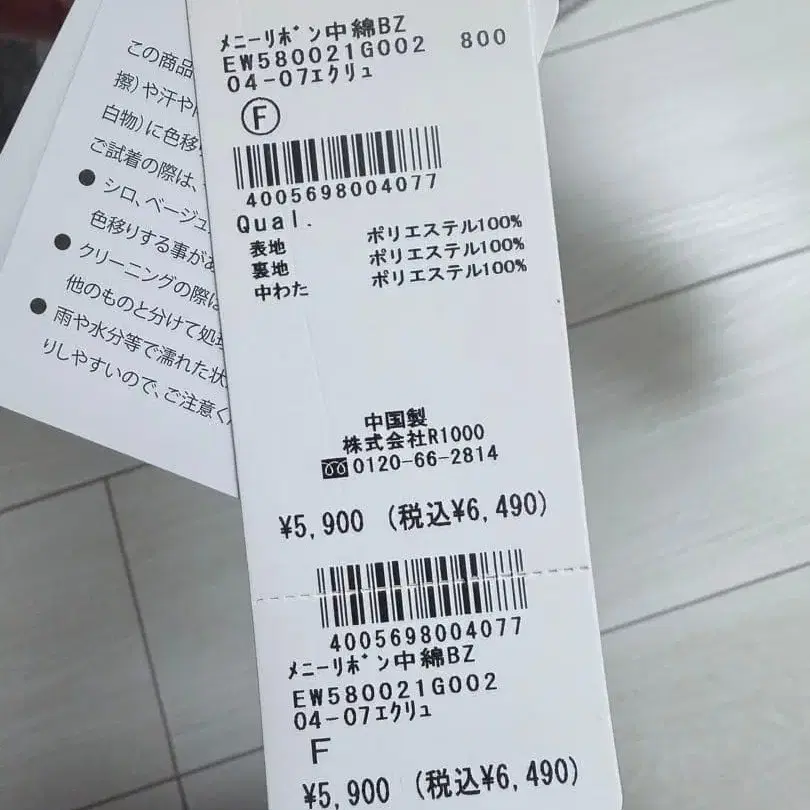 この商品
擦)や汗や
白物)に色移
ご試着の際は、
● シロ、ベージュ
色移りする事があ
● クリーニングの際は
他のものと分けて処理
● 雨や水分等で濡れた状
りしやすいので、ご注意く
ﾒﾆｰﾘﾎﾞﾝ中綿BZ
EW580021G002 800
04-07ｴｸﾘｭ
Ⓕ
4005698004077
Qual.
表地 ポリエステル100%
裏地 ポリエステル100%
中わた ポリエステル100%
中国製
株式会社R1000
0120-66-2814
¥5,900 (税込¥6,490)
4005698004077
ﾒﾆｰﾘﾎﾞﾝ中綿BZ
EW580021G002
04-07ｴｸﾘｭ
F
¥5,900 (税込¥6,490)